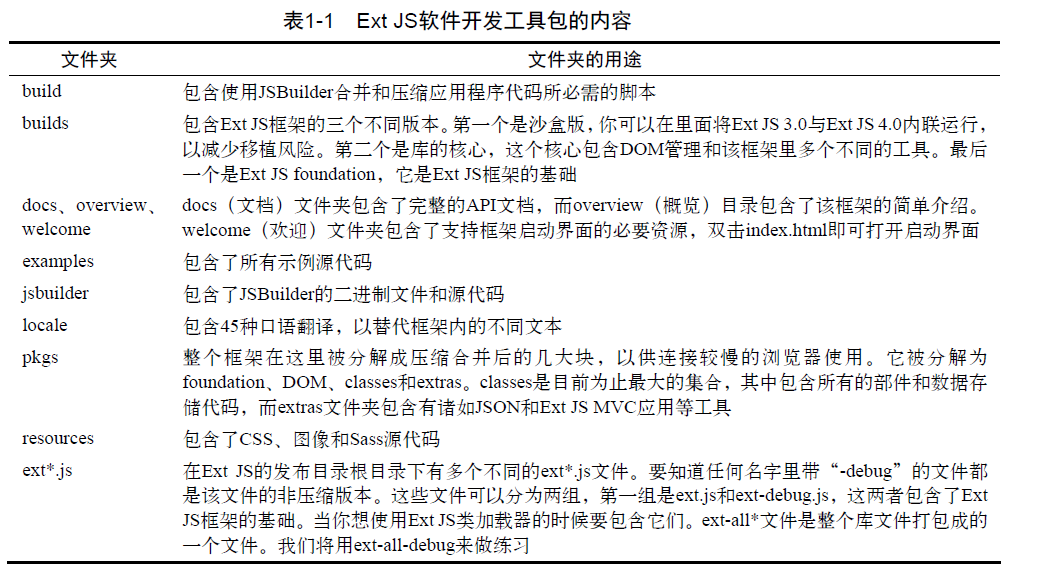 表1-1 Ext JS软件开发工具包的内容
文件夹 文件夹的用途
build 包含使用JSBuilder合并和压缩应用程序代码所必需的脚本
builds 包含Ext JS框架的三个不同版本。第一个是沙盒版，你可以在里面将Ext JS 3.0与Ext JS 4.0内联运行，
以减少移植风险。第二个是库的核心，这个核心包含DOM管理和该框架里多个不同的工具。最后
一个是Ext JS foundation，它是Ext JS框架的基础
docs、overview、 docs（文档）文件夹包含了完整的API文档，而overview（概览）目录包含了该框架的简单介绍。
welcome welcome（欢迎）文件夹包含了支持框架启动界面的必要资源，双击index.html即可打开启动界面
examples 包含了所有示例源代码
jsbuilder 包含了JSBuilder的二进制文件和源代码
locale 包含45种口语翻译，以替代框架内的不同文本
pkgs 整个框架在这里被分解成压缩合并后的几大块，以供连接较慢的浏览器使用。它被分解为
foundation、DOM、classes和extras。classes是目前为止最大的集合，其中包含所有的部件和数据存
储代码，而extras文件夹包含有诸如JSON和Ext JS MVC应用等工具
resources 包含了CSS、图像和Sass源代码
ext*.js 在Ext JS的发布目录根目录下有多个不同的ext*.js文件。要知道任何名字里带“-debug”的文件都
是该文件的非压缩版本。这些文件可以分为两组，第一组是ext.js和ext-debug.js，这两者包含了Ext
JS框架的基础。当你想使用Ext JS类加载器的时候要包含它们。ext-all*文件是整个库文件打包成的
一个文件。我们将用ext-all-debug来做练习